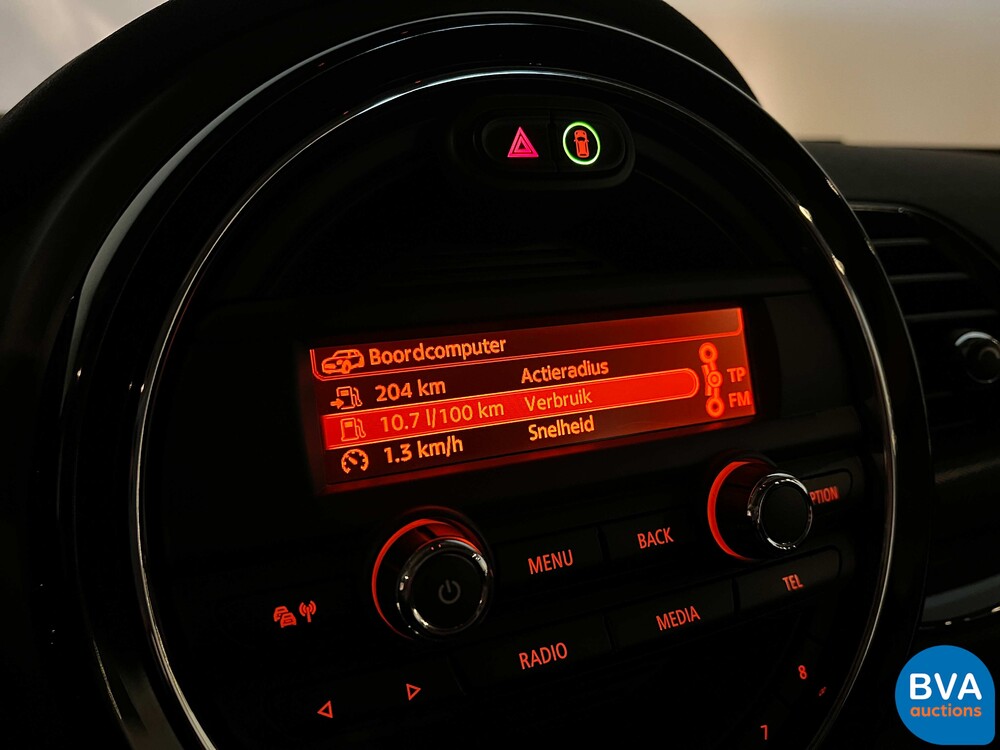 Boordcomputer
204 km Actieradius
10.7 l/100 km Verbruik
1.3 km/h Snelheid
TP
FM
PTION
MENU
BACK
RADIO
MEDIA
TEL
8
7
BVA
auctions